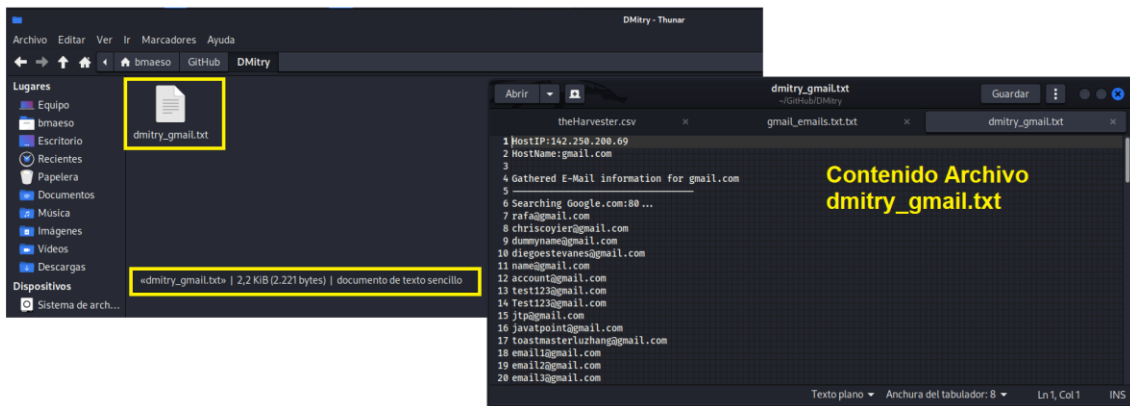 DMitry - Thunar
Archivo Editar Ver Ir Marcadores Ayuda
bmaeso GitHub DMitry
Lugares
Equipo
bmaeso
Escritorio
Recientes
Papelera
Documentos
Música
Imágenes
Vídeos
Descargas
Dispositivos
Sistema de arch...
dmitry_gmail.txt
«dmitry_gmail.txt» | 2,2 KiB (2.221 bytes) | documento de texto sencillo
Abrir
dmitry_gmail.txt
~/GitHub/DMitry
Guardar
theHarvester.csv × gmail_emails.txt.txt × dmitry_gmail.txt ×
1 HostIP:142.250.200.69
2 HostName:gmail.com
3
4 Gathered E-Mail information for gmail.com
5 ---------------------------------
6 Searching Google.com:80...
7 rafa@gmail.com
8 chriscoyier@gmail.com
9 dummyname@gmail.com
10 diegoestevanes@gmail.com
11 name@gmail.com
12 account@gmail.com
13 test123@gmail.com
14 Test123@gmail.com
15 jtp@gmail.com
16 javatpoint@gmail.com
17 toastmasterluzhang@gmail.com
18 email1@gmail.com
19 email2@gmail.com
20 email3@gmail.com
Contenido Archivo
dmitry_gmail.txt
Texto plano Anchura del tabulador: 8 Ln 1, Col 1 INS